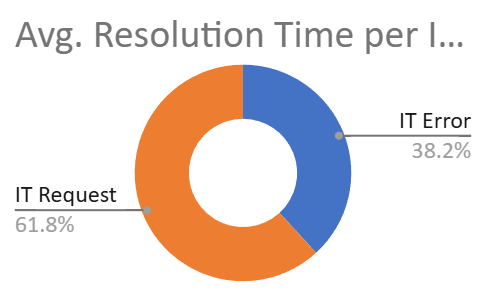 Avg. Resolution Time per I...
IT Error
38.2%
IT Request
61.8%